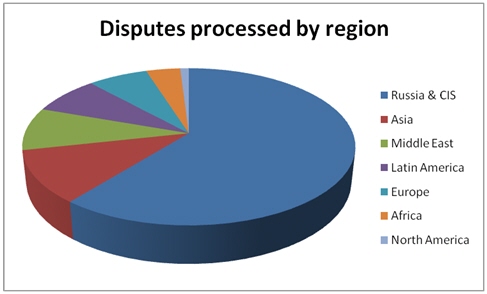 Disputes processed by region
Russia & CIS
Asia
Middle East
Latin America
Europe
Africa
North America